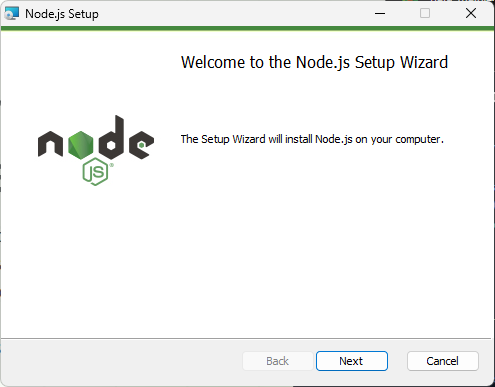 Node.js Setup
Welcome to the Node.js Setup Wizard
node
JS
The Setup Wizard will install Node.js on your computer.
Back
Next
Cancel